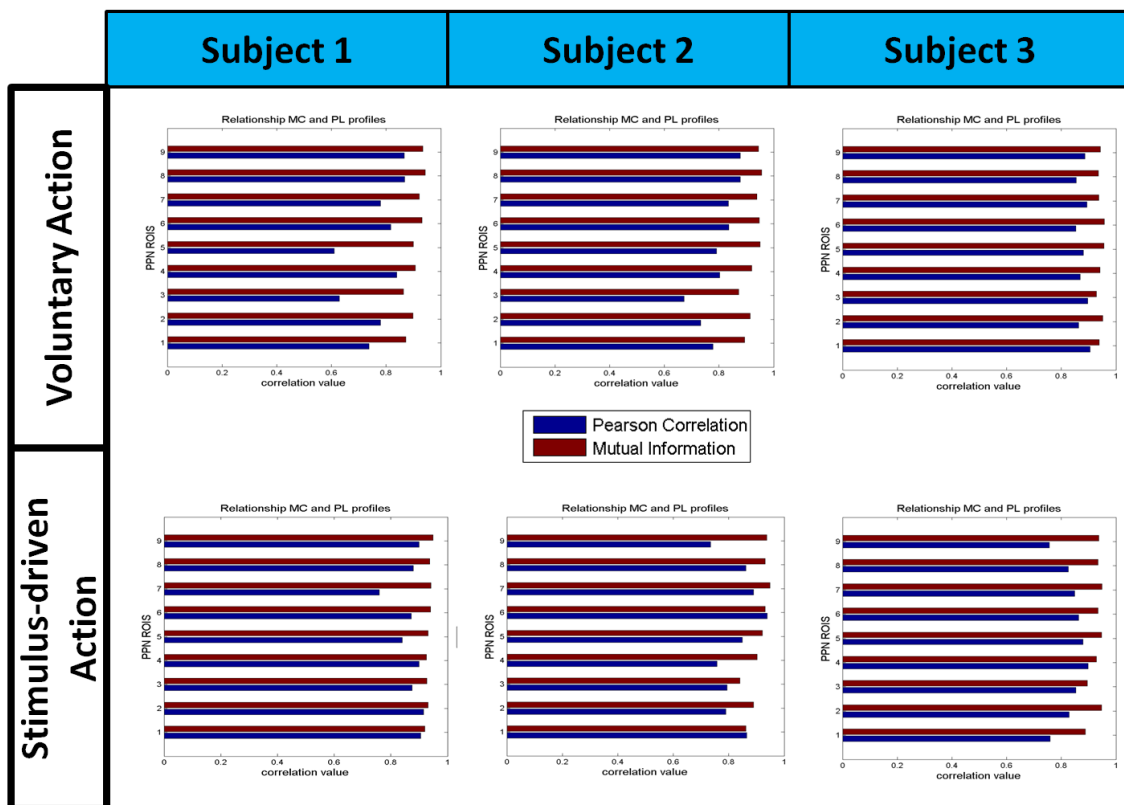 Subject 1 Subject 2 Subject 3
Voluntary Action
Relationship MC and PL profiles
PPN ROIS
9
8
7
6
5
4
3
2
1
0 0.2 0.4 0.6 0.8 1
correlation value
Relationship MC and PL profiles
PPN ROIS
9
8
7
6
5
4
3
2
1
0 0.2 0.4 0.6 0.8 1
correlation value
Relationship MC and PL profiles
PPN ROIS
9
8
7
6
5
4
3
2
1
0 0.2 0.4 0.6 0.8 1
correlation value
Pearson Correlation
Mutual Information
Stimulus-driven
Action
Relationship MC and PL profiles
PPN ROIS
9
8
7
6
5
4
3
2
1
0 0.2 0.4 0.6 0.8 1
correlation value
Relationship MC and PL profiles
PPN ROIS
9
8
7
6
5
4
3
2
1
0 0.2 0.4 0.6 0.8 1
correlation value
Relationship MC and PL profiles
PPN ROIS
9
8
7
6
5
4
3
2
1
0 0.2 0.4 0.6 0.8 1
correlation value